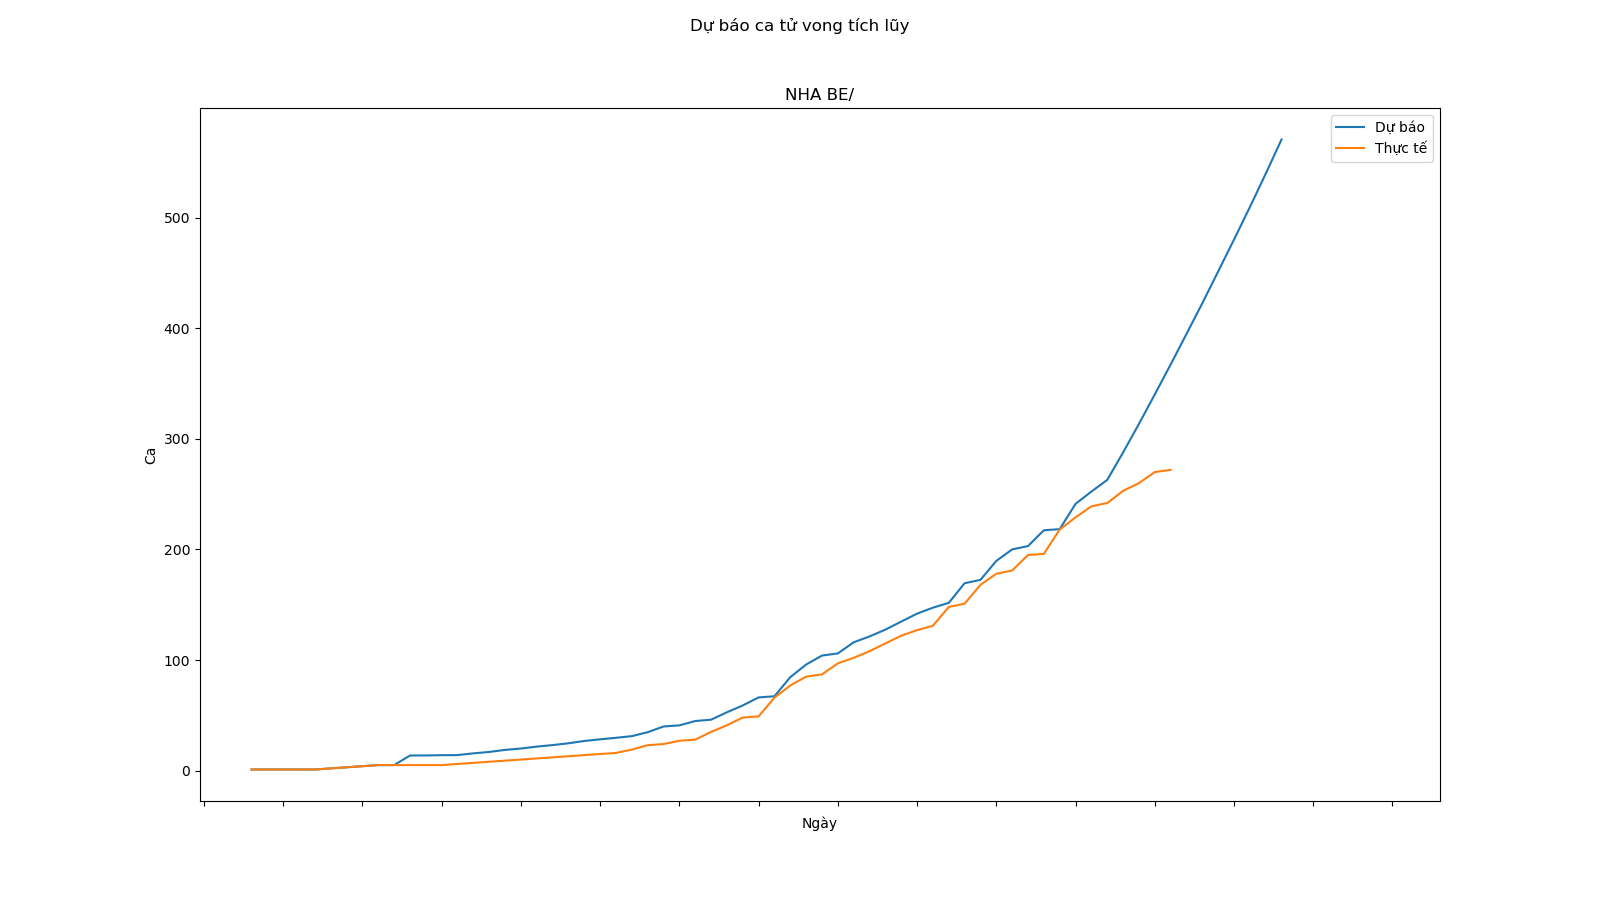 Dự báo ca tử vong tích lũy
NHA BE/
Dự báo
Thực tế
500
400
300
200
100
0
Ca
Ngày